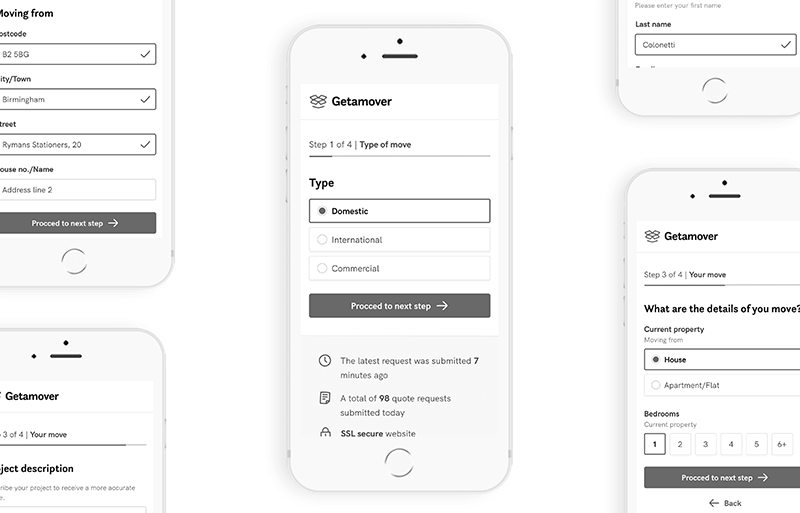 Moving from
ostcode
B2 5BG
ity/Town
Birmingham
treet
Rymans Stationers, 20
ouse no./Name
Address line 2
Procced to next step
Getamover
3 of 4 | Your move
ject description
cribe your project to receive a more accurate
e.
Getamover
Step 1 of 4 | Type of move
Type
Domestic
International
Commercial
Procced to next step
The latest request was submitted 7
minutes ago
A total of 98 quote requests
submitted today
SSL secure website
Please enter your first name
Last name
Colonetti
Getamover
Step 3 of 4 | Your move
What are the details of you move?
Current property
Moving from
House
Apartment/Flat
Bedrooms
Current property
1 2 3 4 5 6+
Procced to next step
Back